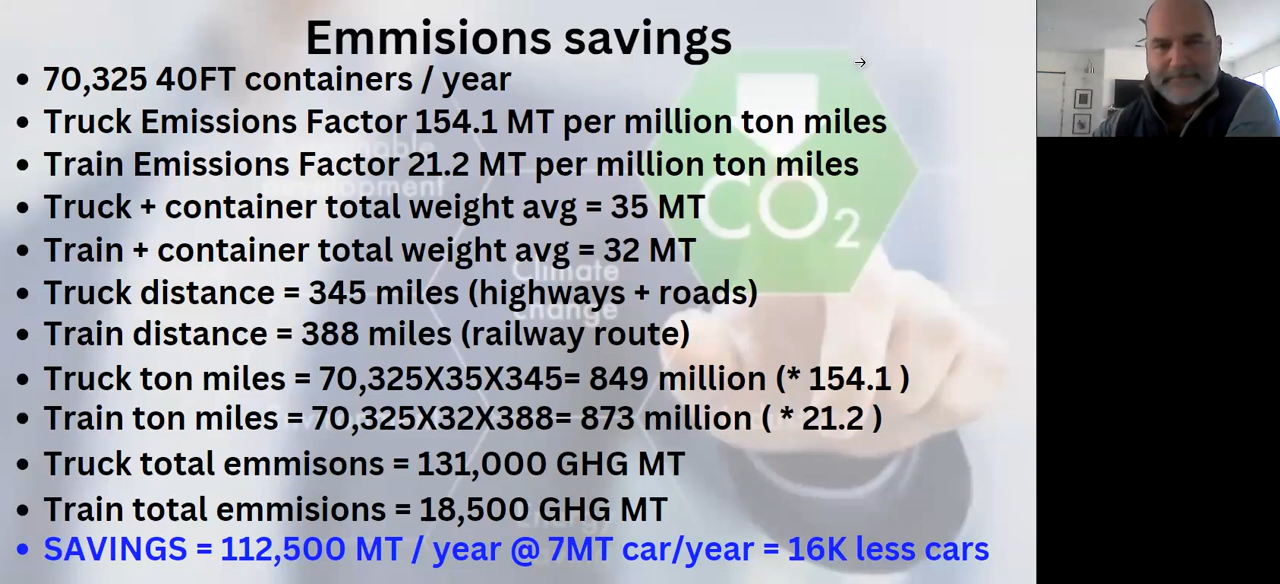 Emmisions savings
• 70,325 40FT containers / year
• Truck Emissions Factor 154.1 MT per million ton miles
• Train Emissions Factor 21.2 MT per million ton miles
• Truck + container total weight avg = 35 MT
• Train + container total weight avg = 32 MT
• Truck distance = 345 miles (highways + roads)
• Train distance = 388 miles (railway route)
• Truck ton miles = 70,325X35X345= 849 million (* 154.1 )
• Train ton miles = 70,325X32X388= 873 million ( * 21.2 )
• Truck total emmisons = 131,000 GHG MT
• Train total emmisions = 18,500 GHG MT
• SAVINGS = 112,500 MT / year @ 7MT car/year = 16K less cars
CO₂
development
Climate
change